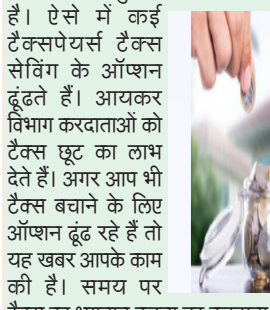 है। ऐसे में कई
टैक्सपेयर्स टैक्स
सेविंग के ऑप्शन
ढूंढते हैं। आयकर
विभाग करदाताओं को
टैक्स छूट का लाभ
देते हैं। अगर आप भी
टैक्स बचाने के लिए
ऑप्शन ढूंढ रहे हैं तो
यह खबर आपके काम
की है। समय पर